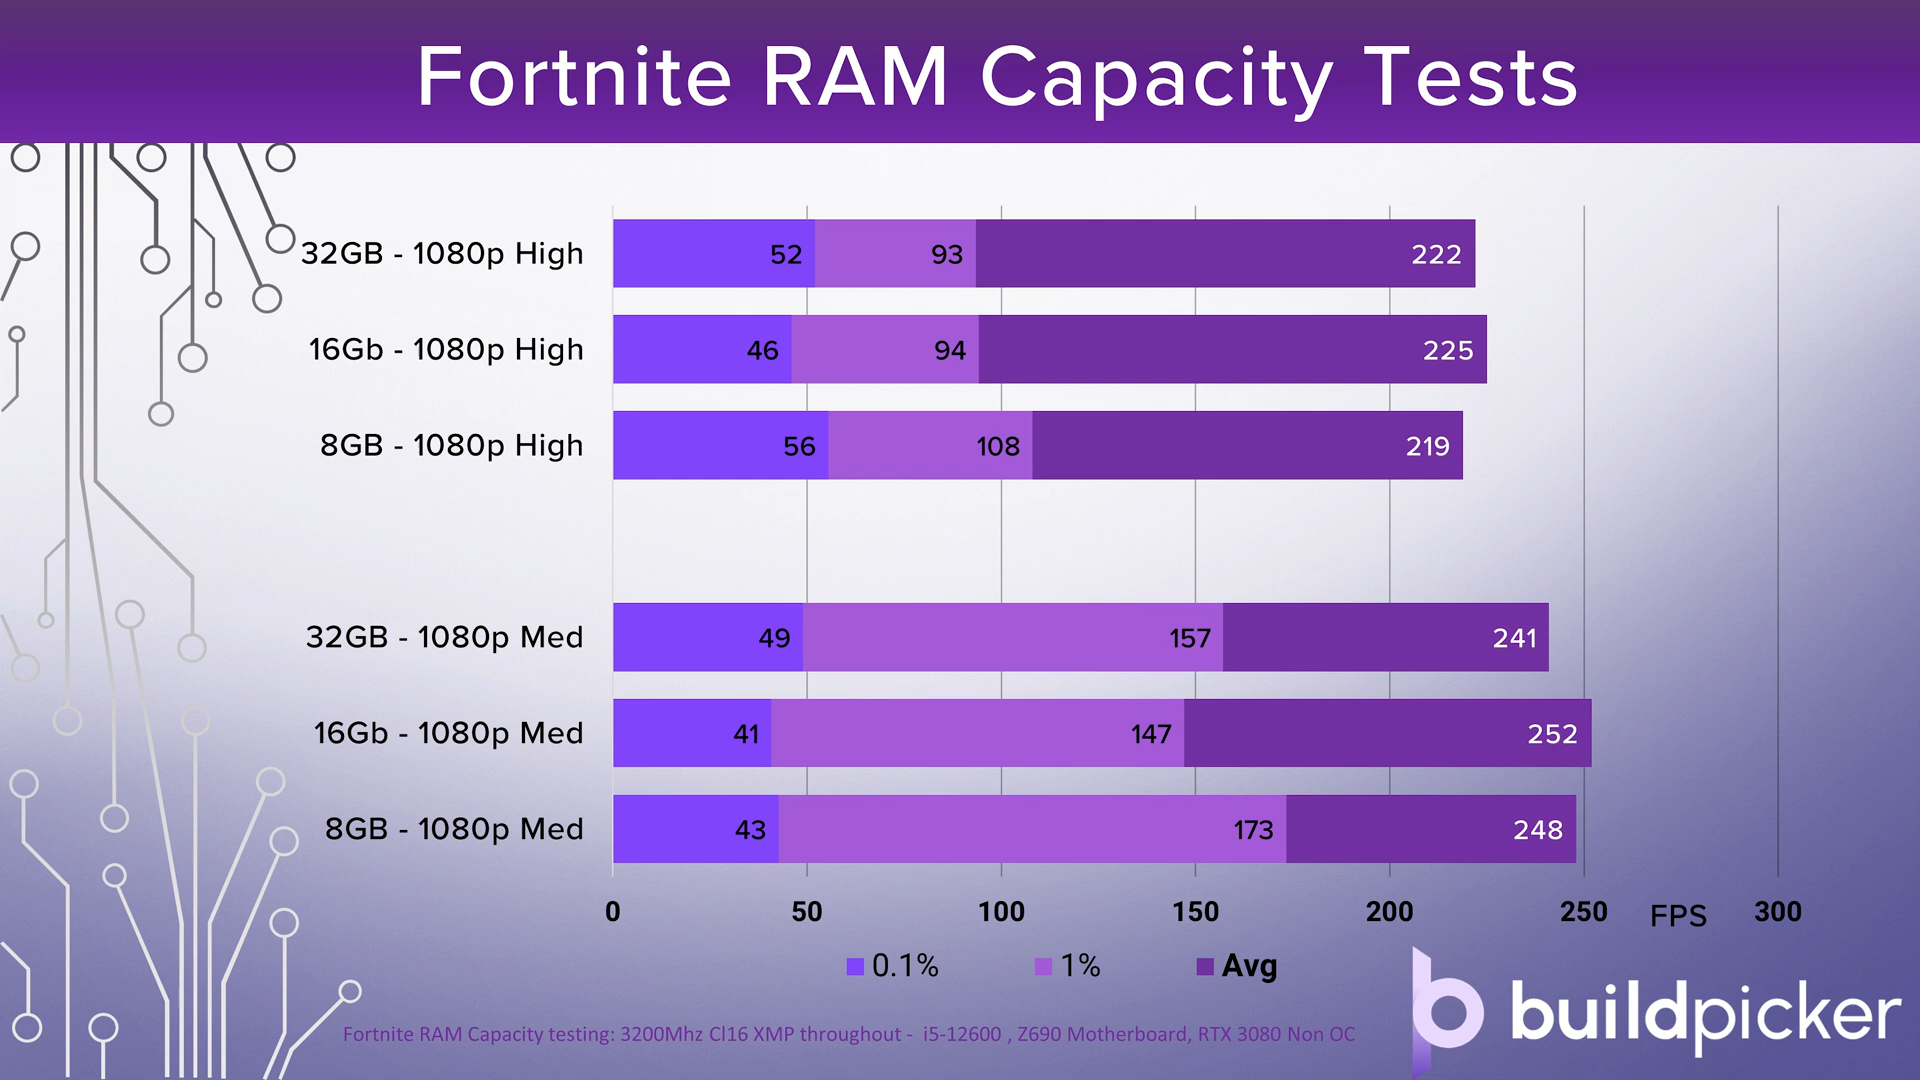 Fortnite RAM Capacity Tests
32GB - 1080p High 52 93 222
16Gb - 1080p High 46 94 225
8GB - 1080p High 56 108 219
32GB - 1080p Med 49 157 241
16Gb - 1080p Med 41 147 252
8GB - 1080p Med 43 173 248
0 50 100 150 200 250 FPS 300
0.1% 1% Avg
Fortnite RAM Capacity testing: 3200Mhz Cl16 XMP throughout - i5-12600 , Z690 Motherboard, RTX 3080 Non OC
buildpicker